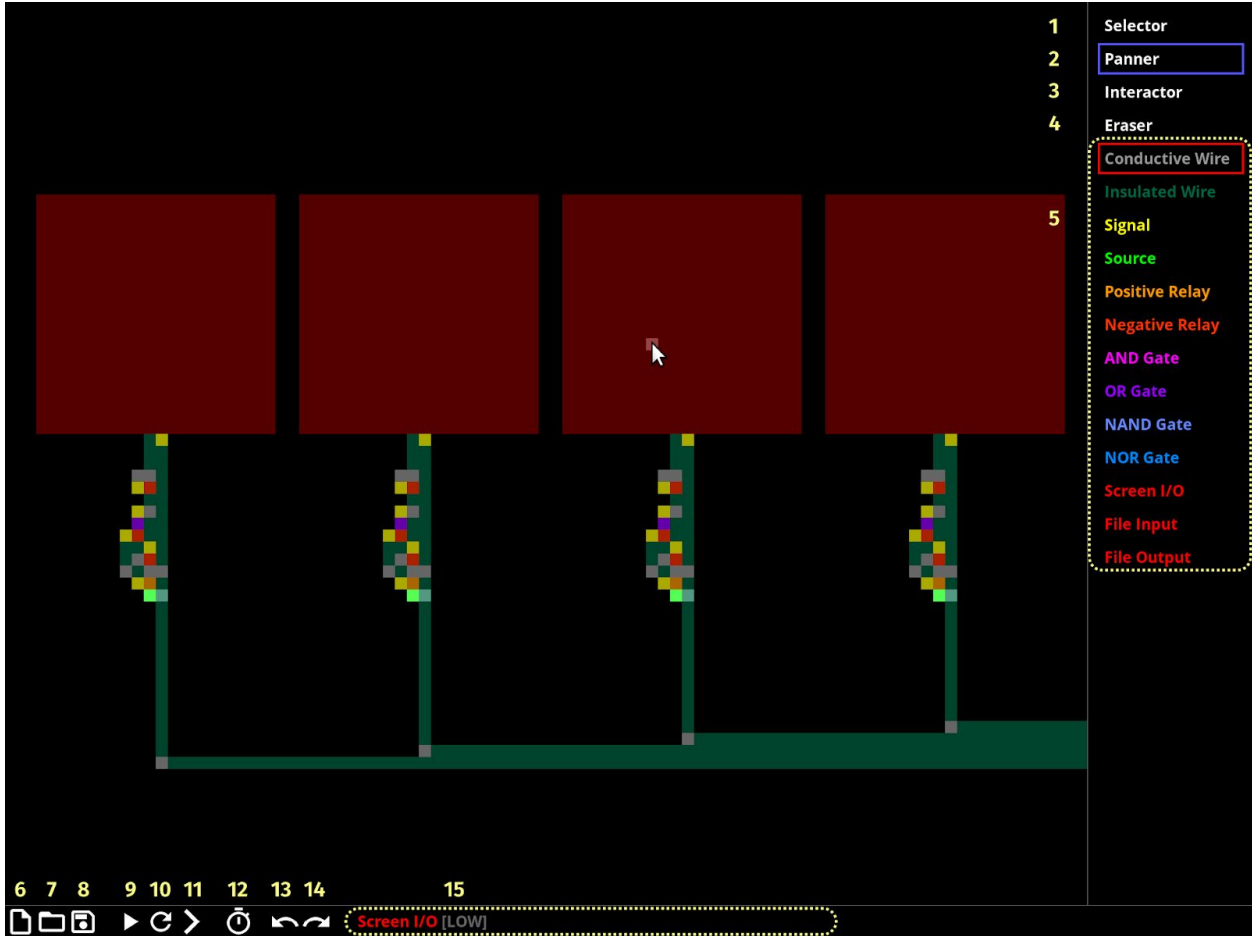 1 Selector
2 Panner
3 Interactor
4 Eraser
Conductive Wire
Insulated Wire
5 Signal
Source
Positive Relay
Negative Relay
AND Gate
OR Gate
NAND Gate
NOR Gate
Screen I/O
File Input
File Output
6 7 8 9 10 11 12 13 14 15
Screen I/O [LOW]